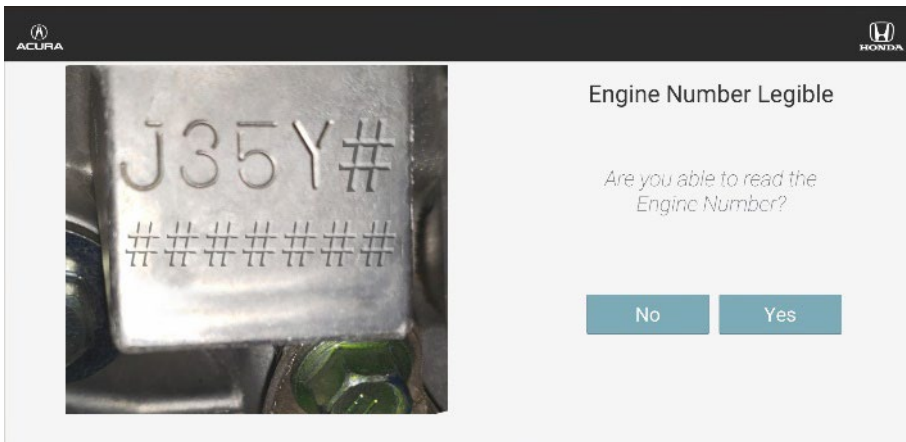 ACURA
HONDA
J35Y#
#######
Engine Number Legible
Are you able to read the
Engine Number?
No
Yes